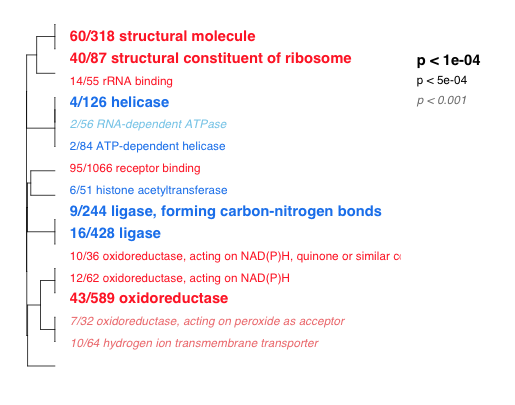 60/318 structural molecule
40/87 structural constituent of ribosome
14/55 rRNA binding
4/126 helicase
2/56 RNA-dependent ATPase
2/84 ATP-dependent helicase
95/1066 receptor binding
6/51 histone acetyltransferase
9/244 ligase, forming carbon-nitrogen bonds
16/428 ligase
10/36 oxidoreductase, acting on NAD(P)H, quinone or similar
12/62 oxidoreductase, acting on NAD(P)H
43/589 oxidoreductase
7/32 oxidoreductase, acting on peroxide as acceptor
10/64 hydrogen ion transmembrane transporter
p < 1e-04
p < 5e-04
p < 0.001